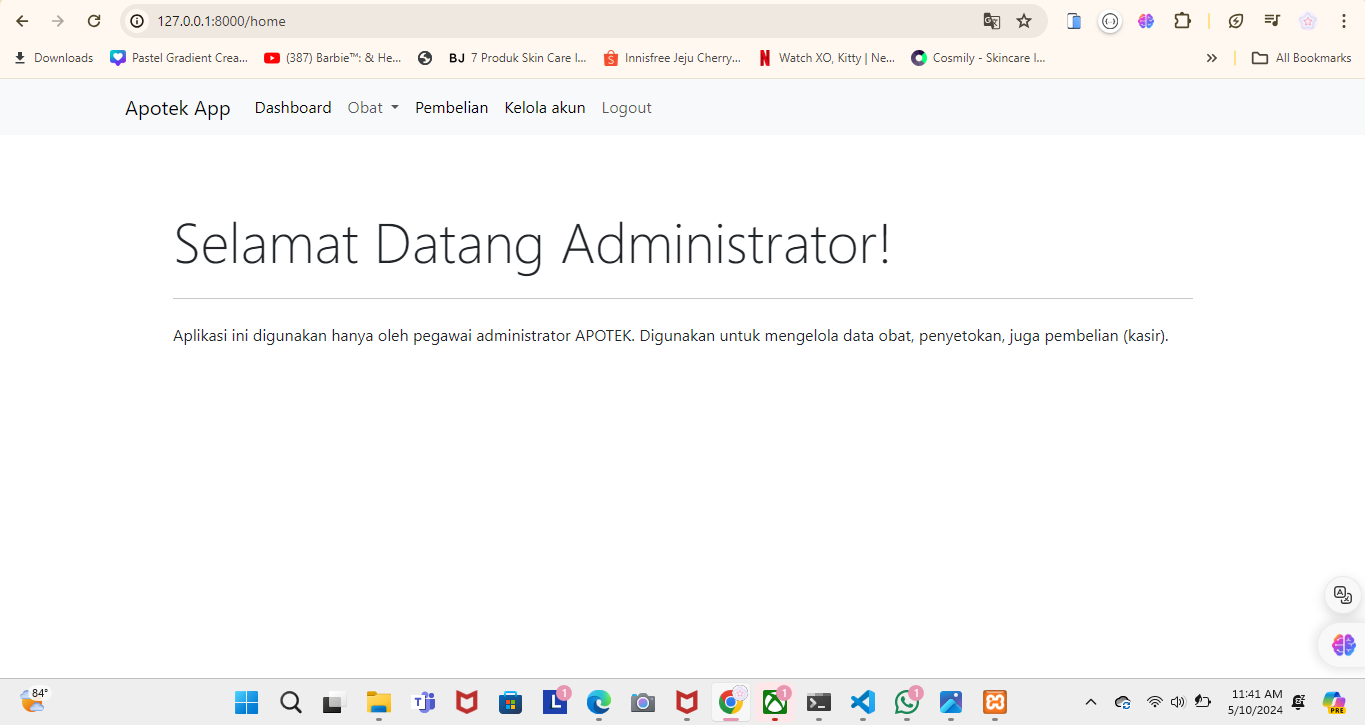 127.0.0.1:8000/home
Downloads Pastel Gradient Crea... (387) Barbie™: & He... BJ 7 Produk Skin Care I... Innisfree Jeju Cherry... N Watch XO, Kitty | Ne... Cosmily - Skincare I... » All Bookmarks
Apotek App Dashboard Obat Pembelian Kelola akun Logout
Selamat Datang Administrator!
Aplikasi ini digunakan hanya oleh pegawai administrator APOTEK. Digunakan untuk mengelola data obat, penyetokan, juga pembelian (kasir).
84° L 1 1 1 11:41 AM
5/10/2024 PRE